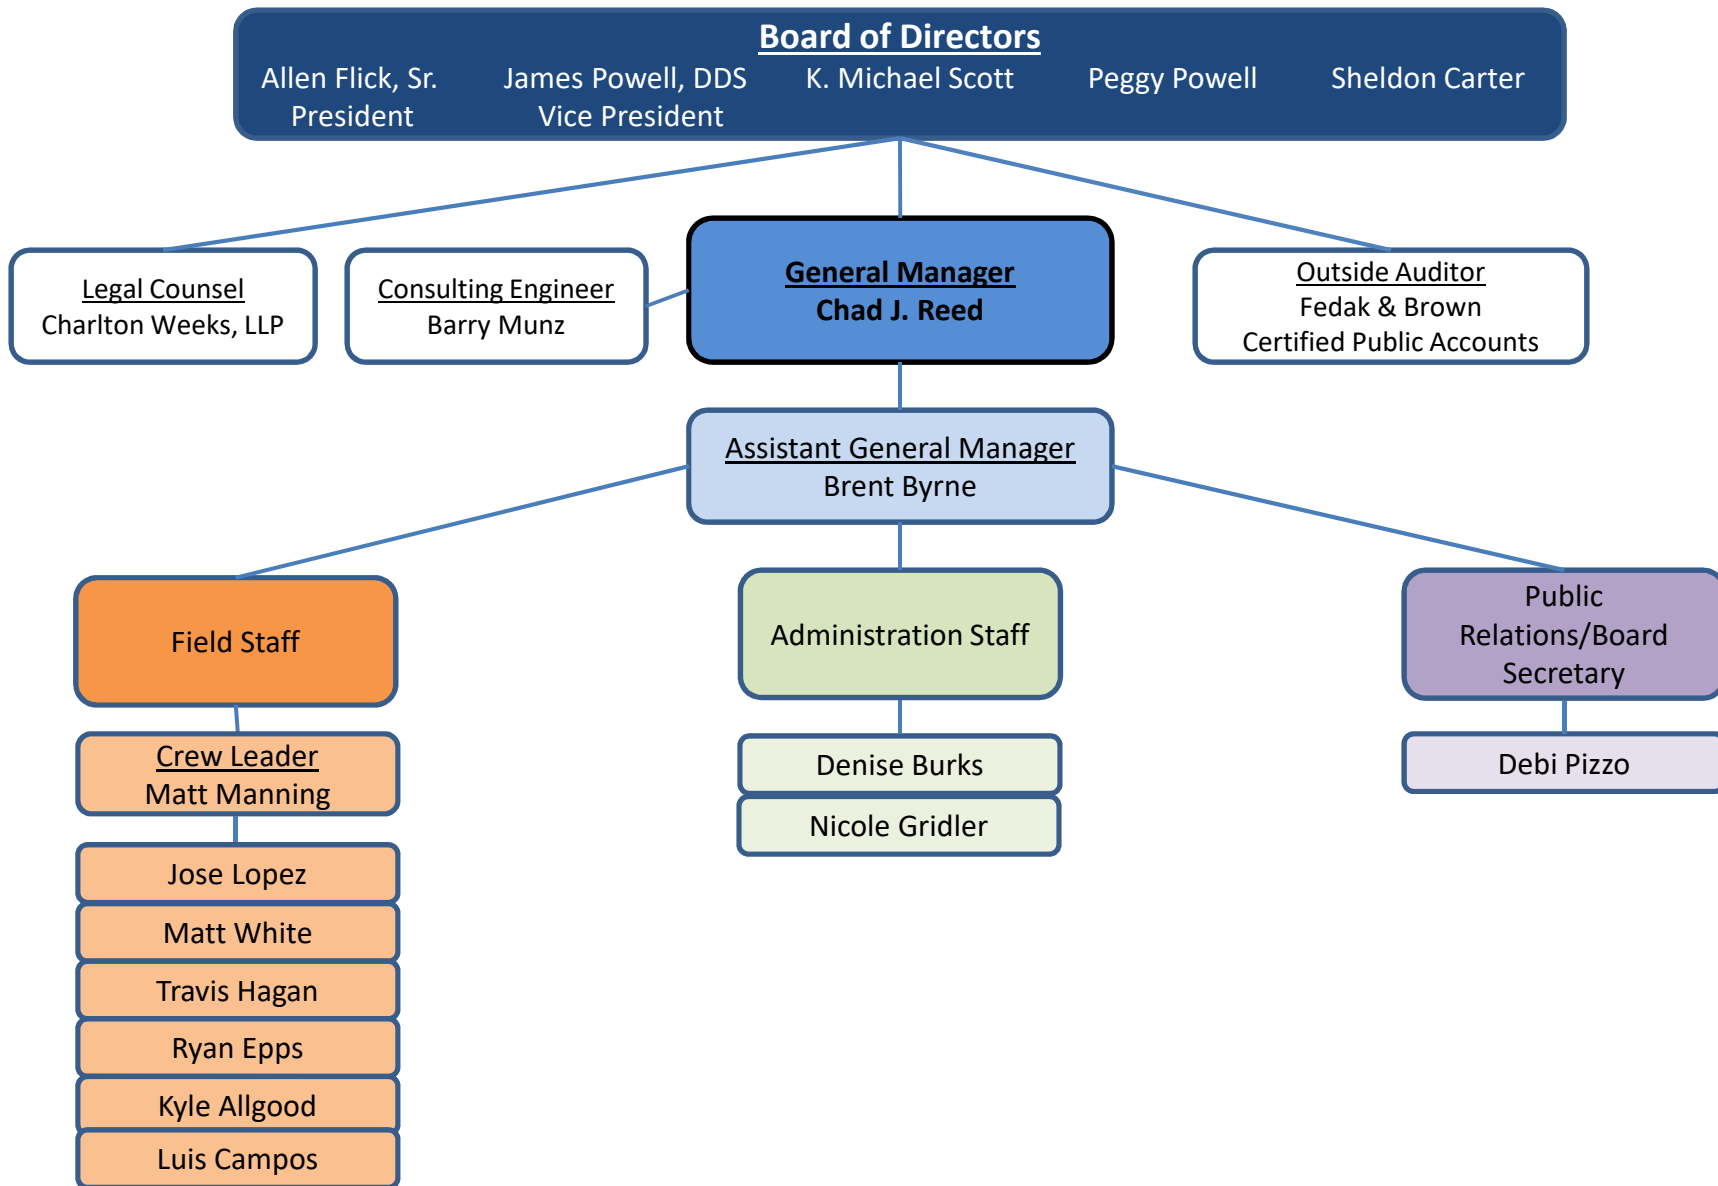 Board of Directors
Allen Flick, Sr. James Powell, DDS K. Michael Scott Peggy Powell Sheldon Carter
President Vice President
Legal Counsel
Charlton Weeks, LLP
Consulting Engineer
Barry Munz
General Manager
Chad J. Reed
Outside Auditor
Fedak & Brown
Certified Public Accounts
Assistant General Manager
Brent Byrne
Field Staff
Administration Staff
Public
Relations/Board
Secretary
Crew Leader
Matt Manning
Jose Lopez
Matt White
Travis Hagan
Ryan Epps
Kyle Allgood
Luis Campos
Denise Burks
Nicole Gridler
Debi Pizzo